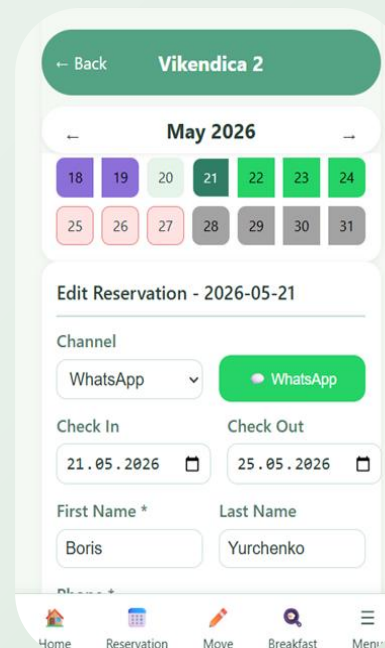 ← Back Vikendica 2
← May 2026 →
18 19 20 21 22 23 24
25 26 27 28 29 30 31
Edit Reservation - 2026-05-21
Channel
WhatsApp WhatsApp
Check In Check Out
21.05.2026 25.05.2026
First Name * Last Name
Boris Yurchenko
Phone *
Home Reservation Move Breakfast Menu